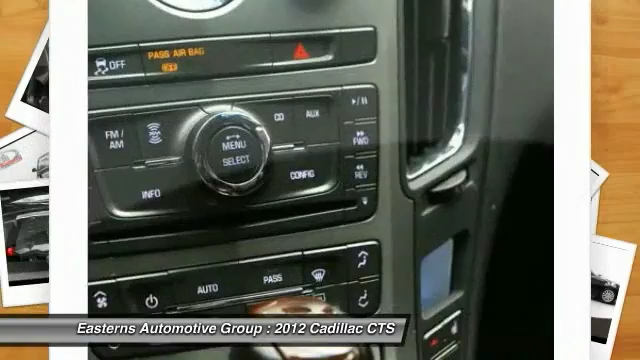 OFF
PASS AIR BAG
OFF
FM / AM
CD
AUX
MENU
SELECT
FWD
REV
INFO
CONFIG
AUTO
PASS
Easterns Automotive Group : 2012 Cadillac CTS